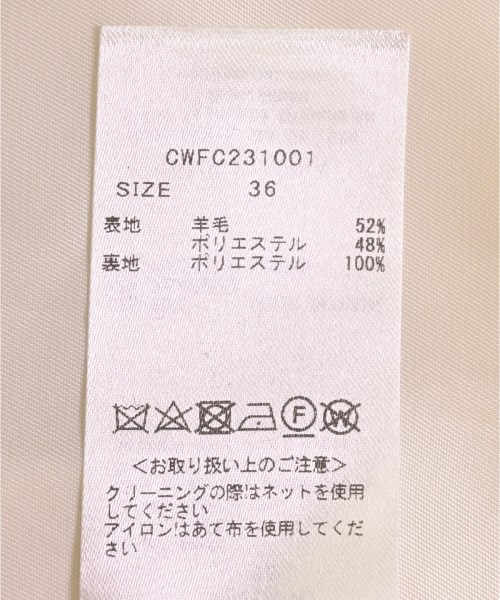 CWFC231001
SIZE 36
表地 羊毛 52%
ポリエステル 48%
裏地 ポリエステル 100%
F W
<お取り扱い上のご注意>
クリーニングの際はネットを使用
してください
アイロンはあて布を使用してくだ
さい